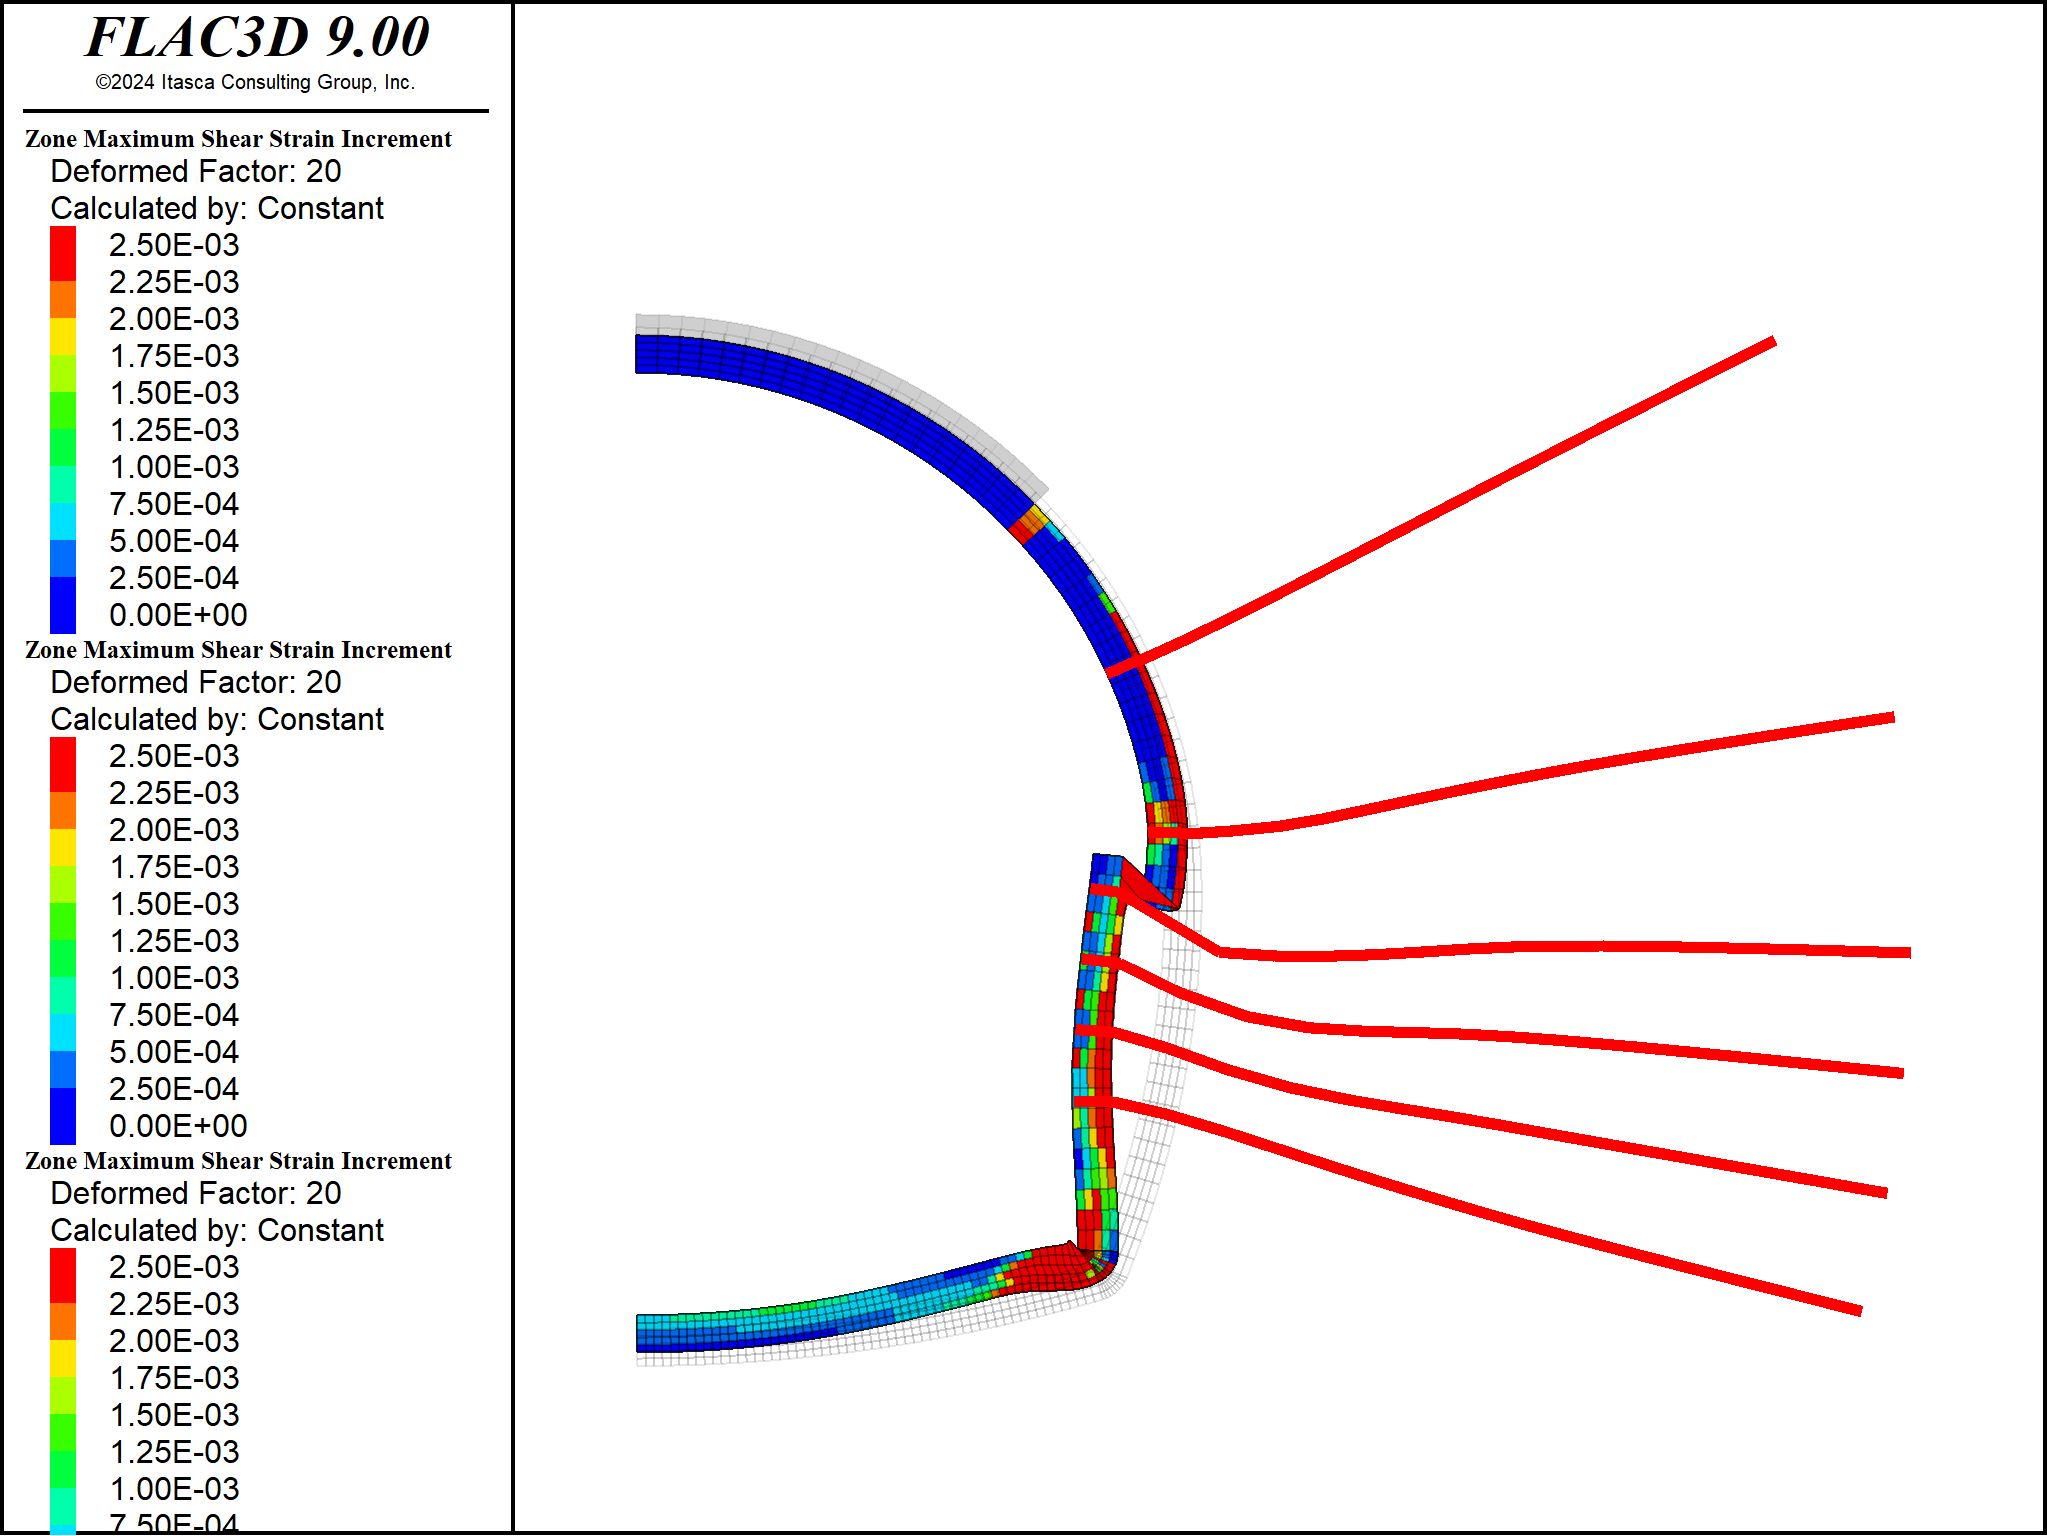 FLAC3D 9.00
©2024 Itasca Consulting Group, Inc.
Zone Maximum Shear Strain Increment
Deformed Factor: 20
Calculated by: Constant
2.50E-03
2.25E-03
2.00E-03
1.75E-03
1.50E-03
1.25E-03
1.00E-03
7.50E-04
5.00E-04
2.50E-04
0.00E+00
Zone Maximum Shear Strain Increment
Deformed Factor: 20
Calculated by: Constant
2.50E-03
2.25E-03
2.00E-03
1.75E-03
1.50E-03
1.25E-03
1.00E-03
7.50E-04
5.00E-04
2.50E-04
0.00E+00
Zone Maximum Shear Strain Increment
Deformed Factor: 20
Calculated by: Constant
2.50E-03
2.25E-03
2.00E-03
1.75E-03
1.50E-03
1.25E-03
1.00E-03
7.50E-04